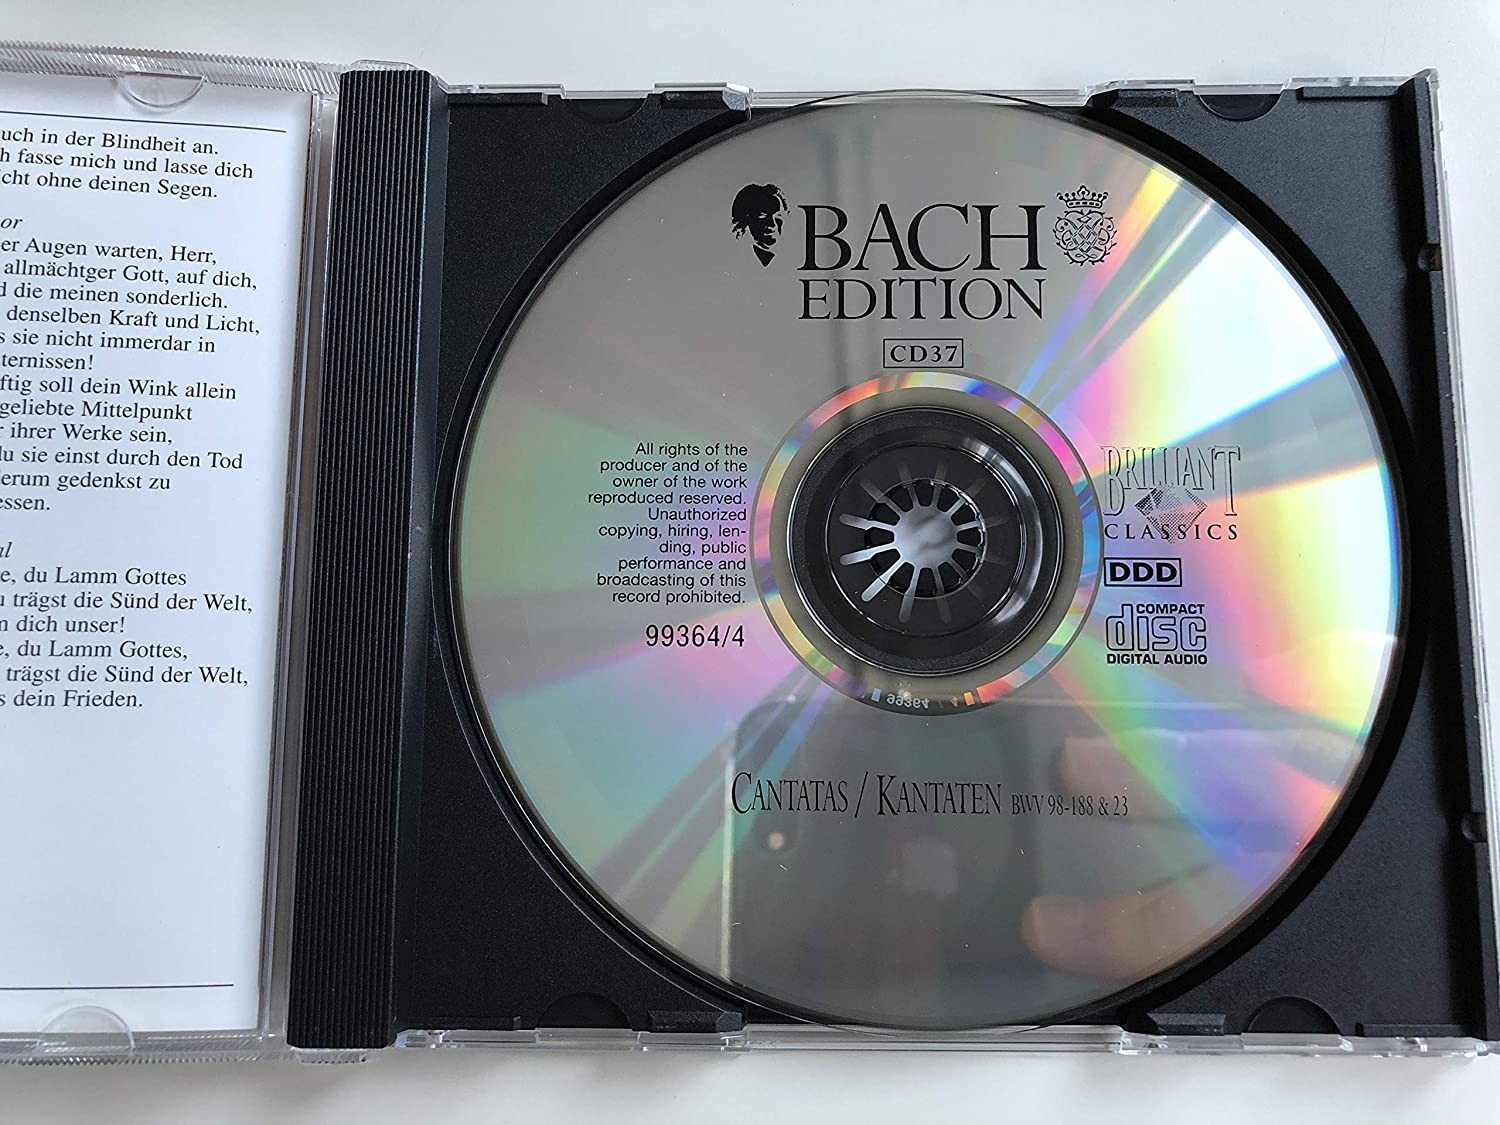 uch in der Blindheit an.
h fasse mich und lasse dich
icht ohne deinen Segen.
or
er Augen warten, Herr,
allmächtger Gott, auf dich,
d die meinen sonderlich.
denselben Kraft und Licht,
s sie nicht immerdar in
ternissen!
ftig soll dein Wink allein
geliebte Mittelpunkt
r ihrer Werke sein,
du sie einst durch den Tod
derum gedenkst zu
essen.
al
e, du Lamm Gottes
u trägst die Sünd der Welt,
m dich unser!
e, du Lamm Gottes,
trägst die Sünd der Welt,
s dein Frieden.
BACH
EDITION
CD37
All rights of the
producer and of the
owner of the work
reproduced reserved.
Unauthorized
copying, hiring, len-
ding, public
performance and
broadcasting of this
record prohibited.
99364/4
BRILLIANT
CLASSICS
DDD
COMPACT
disc
DIGITAL AUDIO
99364 / 4
CANTATAS / KANTATEN BWV 98-188 & 23